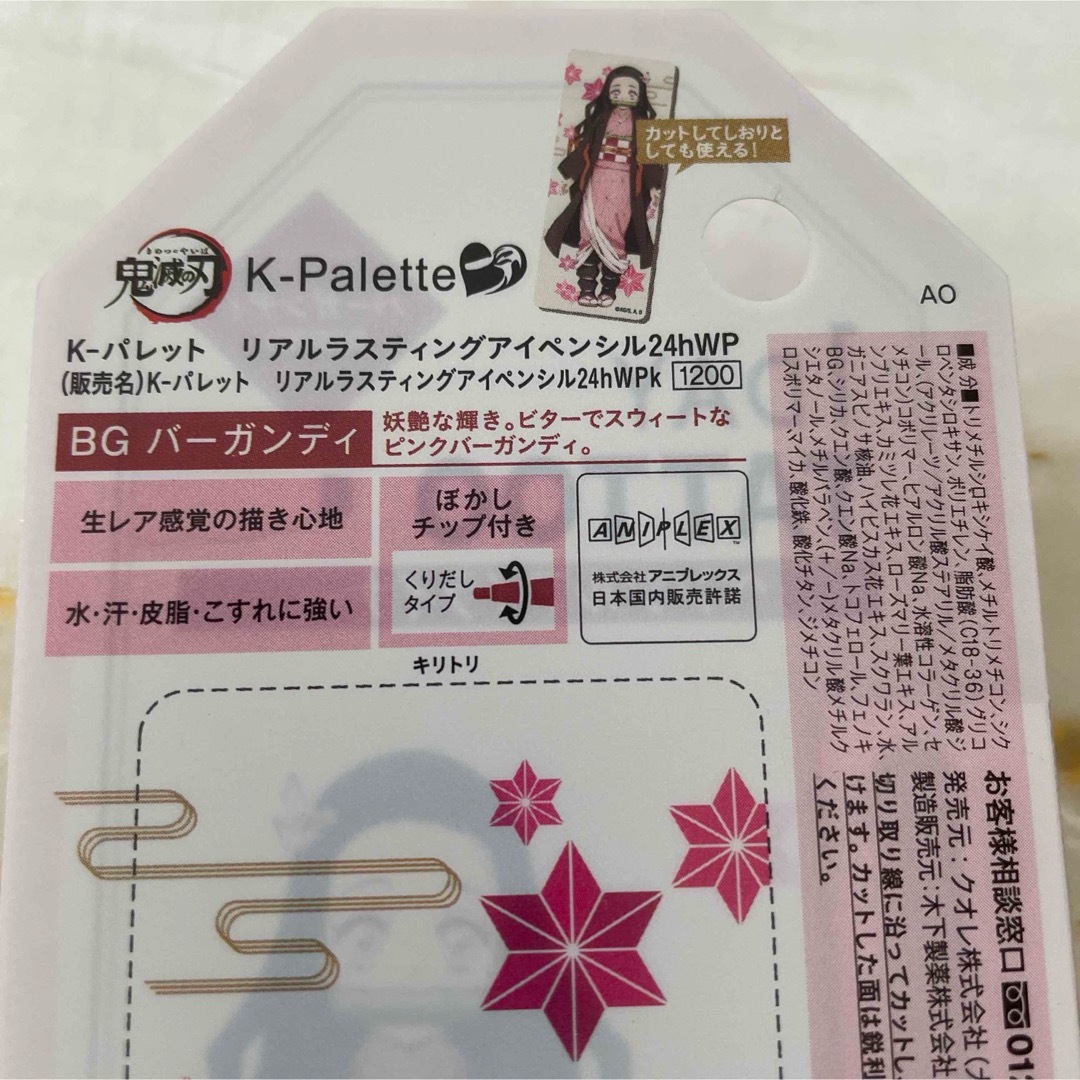 カットしてしおりと
しても使える!
きめつのやいば
鬼滅の刃
K-Palette
AO
K-パレット リアルラスティングアイペンシル24hWP
(販売名)K-パレット リアルラスティングアイペンシル24hWPk 1200
BG バーガンディ
妖艶な輝き。ビターでスウィートな
ピンクバーガンディ。
生レア感覚の描き心地
水・汗・皮脂・こすれに強い
ぼかし
チップ付き
くりだし
タイプ
ANIPLEX
株式会社 アニプレックス
日本国内販売許諾
キリトリ
■成分■トリメチルシロキシケイ酸、メチルトリメチコン、シク
ロペンタシロキサン、ポリエチレン、脂肪酸(C18-36)グリコ
ール、(アクリレーツ/アクリル酸ステアリル/メタクリル酸ジ
メチコン)コポリマー、ヒアルロン酸Na、水溶性コラーゲン、セ
ンブリエキス、カミツレ花エキス、ローズマリー葉エキス、アル
ガニアスピノサ核油、ハイビスカス花エキス、スクワラン、水、
BG、シリカ、クエン酸、クエン酸Na、トコフェロール、フェノキ
シエタノール、メチルパラベン、(+/-)メタクリル酸メチルク
ロスポリマー、マイカ、酸化鉄、酸化チタン、ジメチコン
お客様相談窓口 012
発売元:クオレ株式会社
製造販売元:木下製薬株式会社
切り取り線に沿ってカットし
けます。カットした面は鋭利
ください。